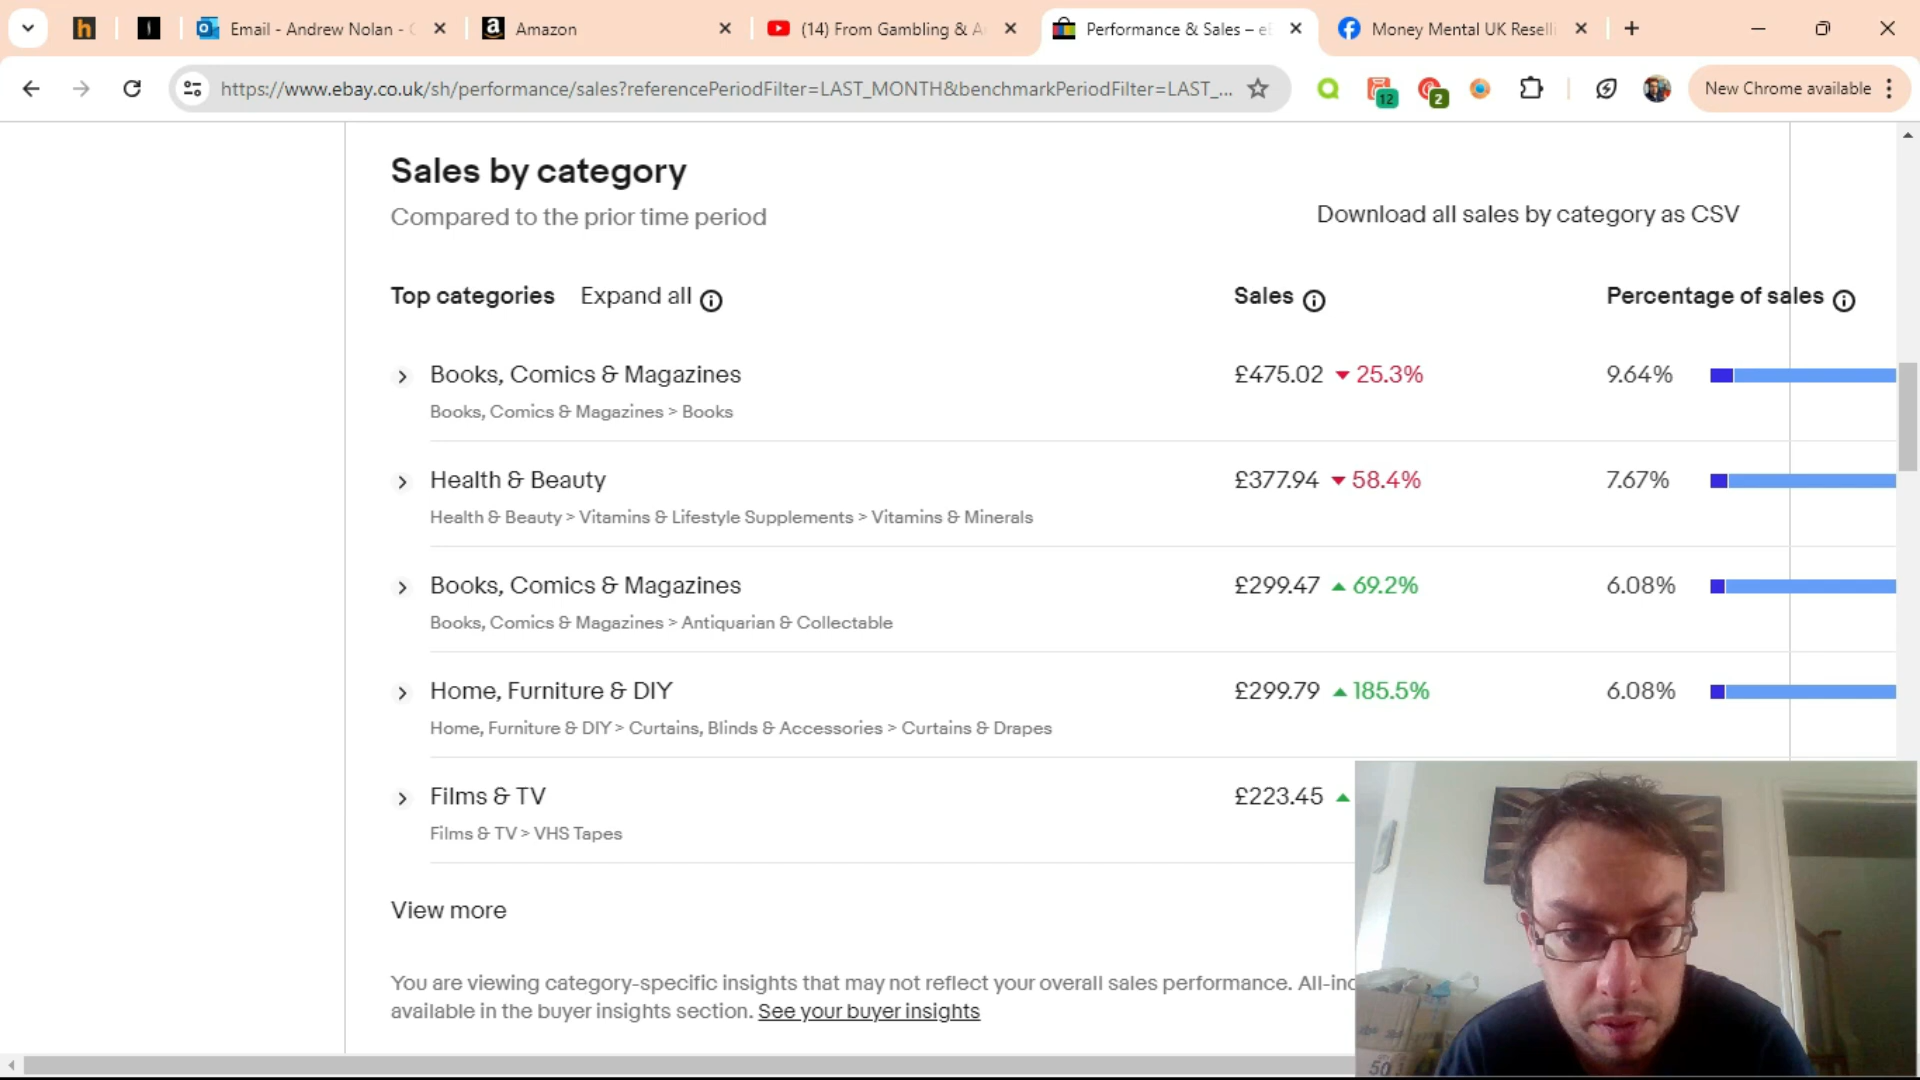 Email - Andrew Nolan -
Amazon
(14) From Gambling & A
Performance & Sales – e
Money Mental UK Reselli
https://www.ebay.co.uk/sh/performance/sales?referencePeriodFilter=LAST_MONTH&benchmarkPeriodFilter=LAST_...
12
2
New Chrome available
Sales by category
Compared to the prior time period
Download all sales by category as CSV
Top categories Expand all
Sales
Percentage of sales
Books, Comics & Magazines
£475.02 25.3%
9.64%
Books, Comics & Magazines > Books
Health & Beauty
£377.94 58.4%
7.67%
Health & Beauty > Vitamins & Lifestyle Supplements > Vitamins & Minerals
Books, Comics & Magazines
£299.47 69.2%
6.08%
Books, Comics & Magazines > Antiquarian & Collectable
Home, Furniture & DIY
£299.79 185.5%
6.08%
Home, Furniture & DIY > Curtains, Blinds & Accessories > Curtains & Drapes
Films & TV
£223.45
Films & TV > VHS Tapes
View more
You are viewing category-specific insights that may not reflect your overall sales performance. All-inc
available in the buyer insights section. See your buyer insights
50